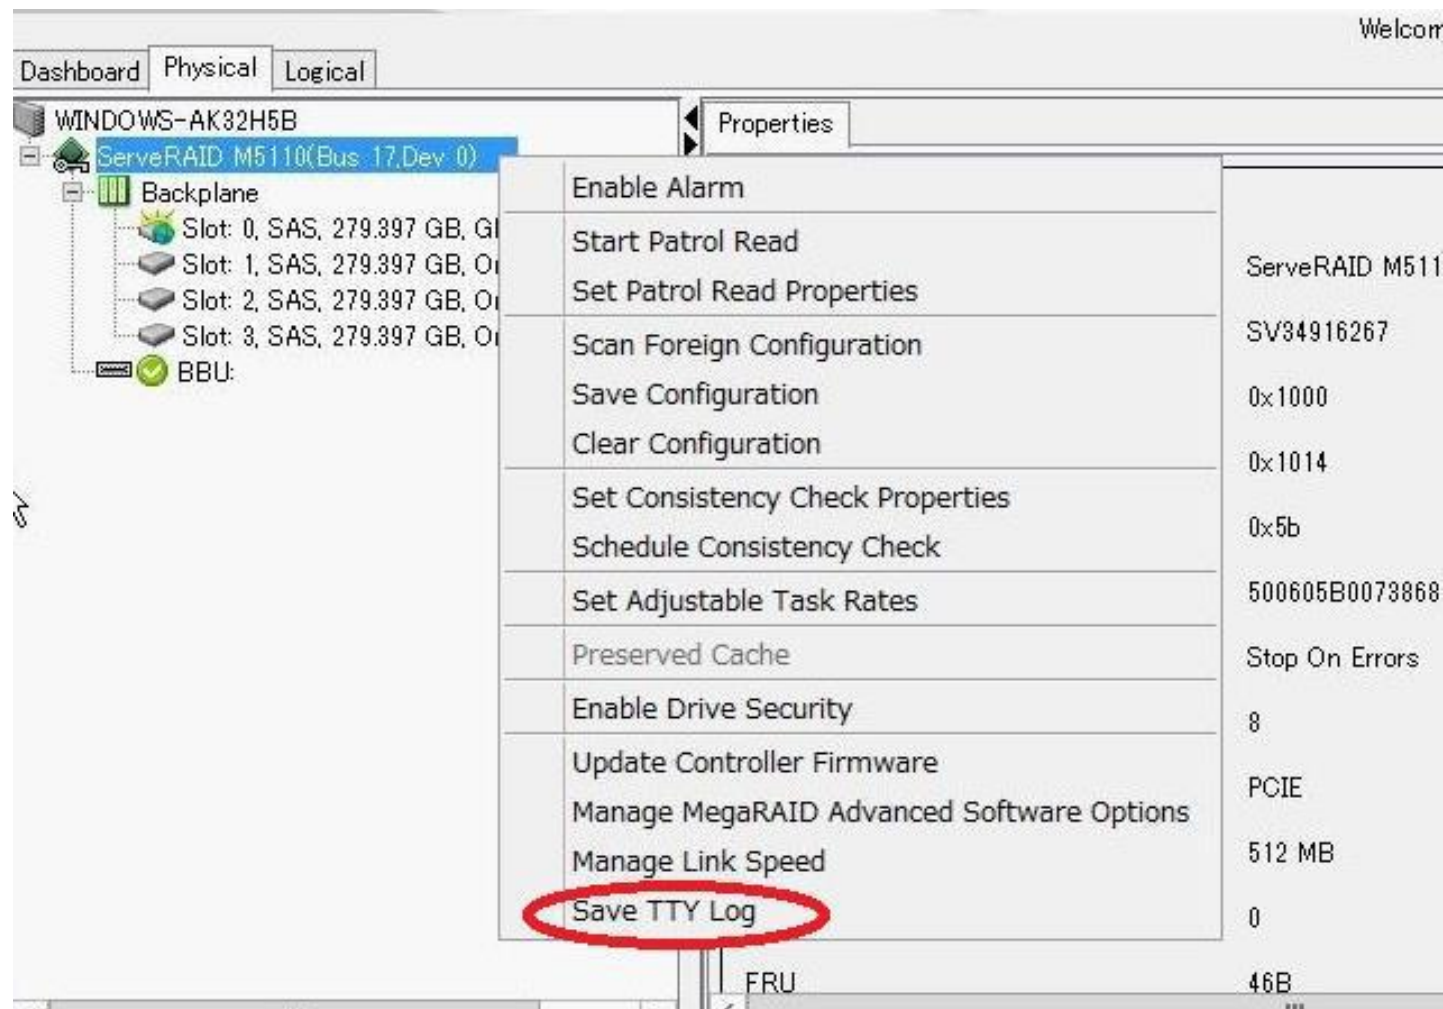 Welcom
Dashboard Physical Logical
WINDOWS-AK32H5B
Properties
ServeRAID M5110(Bus 17,Dev 0)
Backplane
Slot: 0, SAS, 279.397 GB, Gl
Slot: 1, SAS, 279.397 GB, O
Slot: 2, SAS, 279.397 GB, O
Slot: 3, SAS, 279.397 GB, O
BBU:
Enable Alarm
Start Patrol Read
Set Patrol Read Properties
Scan Foreign Configuration
Save Configuration
Clear Configuration
Set Consistency Check Properties
Schedule Consistency Check
Set Adjustable Task Rates
Preserved Cache
Enable Drive Security
Update Controller Firmware
Manage MegaRAID Advanced Software Options
Manage Link Speed
Save TTY Log
ServeRAID M511
SV34916267
0x1000
0x1014
0x5b
500605B0073868
Stop On Errors
8
PCIE
512 MB
0
FRU 46B